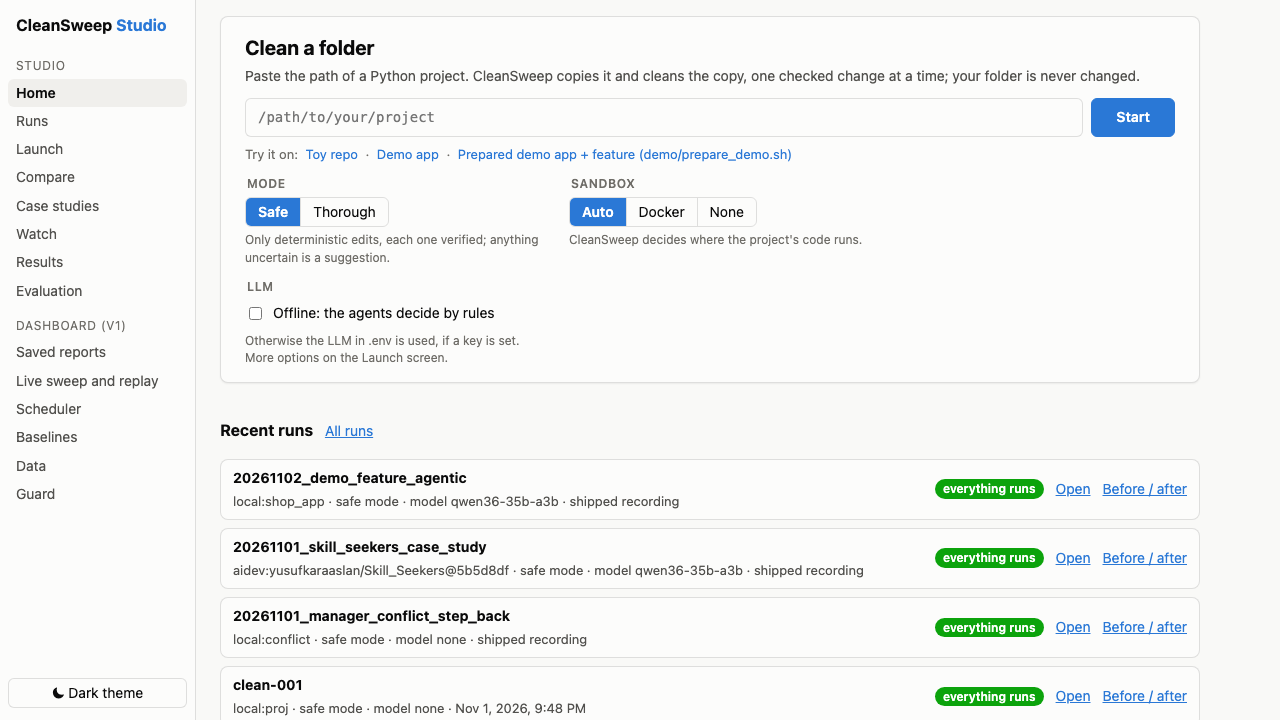 CleanSweep Studio
STUDIO
Home
Runs
Launch
Compare
Case studies
Watch
Results
Evaluation
DASHBOARD (V1)
Saved reports
Live sweep and replay
Scheduler
Baselines
Data
Guard
Dark theme
Clean a folder
Paste the path of a Python project. CleanSweep copies it and cleans the copy, one checked change at a time; your folder is never changed.
/path/to/your/project
Start
Try it on: Toy repo · Demo app · Prepared demo app + feature (demo/prepare_demo.sh)
MODE
Safe Thorough
Only deterministic edits, each one verified; anything
uncertain is a suggestion.
SANDBOX
Auto Docker None
CleanSweep decides where the project's code runs.
LLM
Offline: the agents decide by rules
Otherwise the LLM in .env is used, if a key is set.
More options on the Launch screen.
Recent runs All runs
20261102_demo_feature_agentic
local:shop_app · safe mode · model qwen36-35b-a3b · shipped recording
everything runs Open Before / after
20261101_skill_seekers_case_study
aidev:yusufkaraaslan/Skill_Seekers@5b5d8df · safe mode · model qwen36-35b-a3b · shipped recording
everything runs Open Before / after
20261101_manager_conflict_step_back
local:conflict · safe mode · model none · shipped recording
everything runs Open Before / after
clean-001
local:proj · safe mode · model none · Nov 1, 2026, 9:48 PM
everything runs Open Before / after